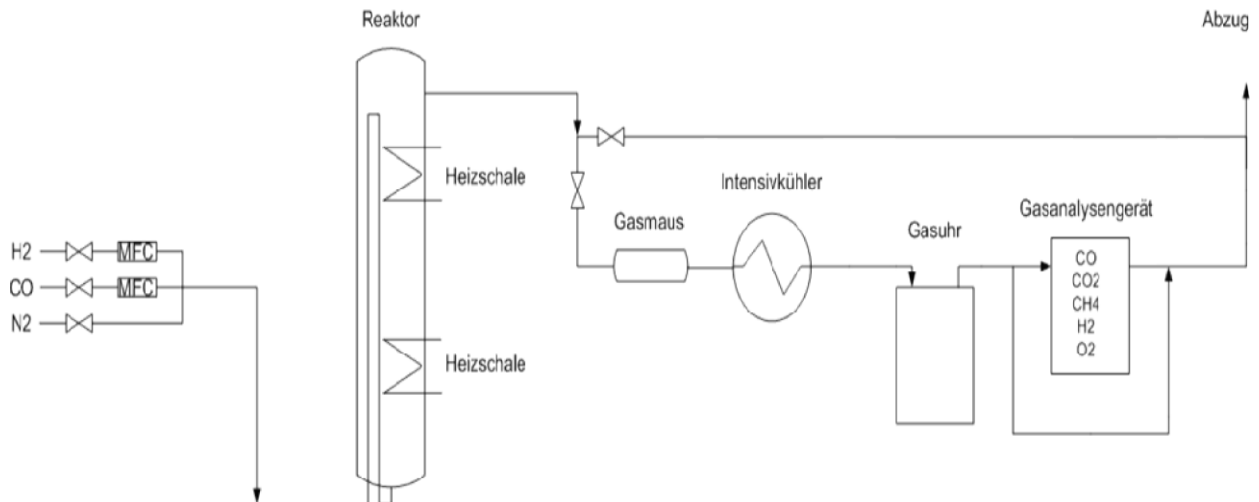 Reaktor
Abzug
Heizschale
Intensivkühler
Gasmaus
Gasuhr
Gasanalysengerät
H2
MFC
CO
MFC
N2
CO
CO2
CH4
H2
O2
Heizschale